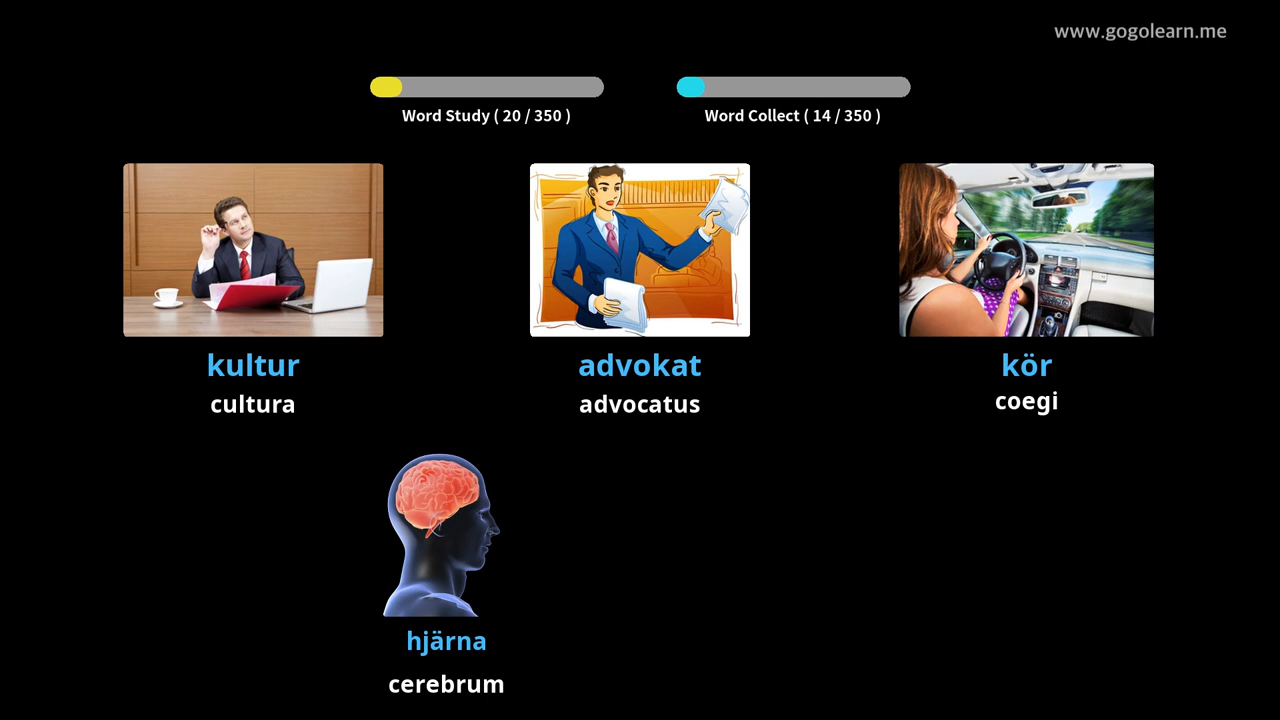 www.gogolearn.me
Word Study ( 20 / 350 )
Word Collect ( 14 / 350 )
kultur
advokat
kör
cultura
advocatus
coegi
hjärna
cerebrum